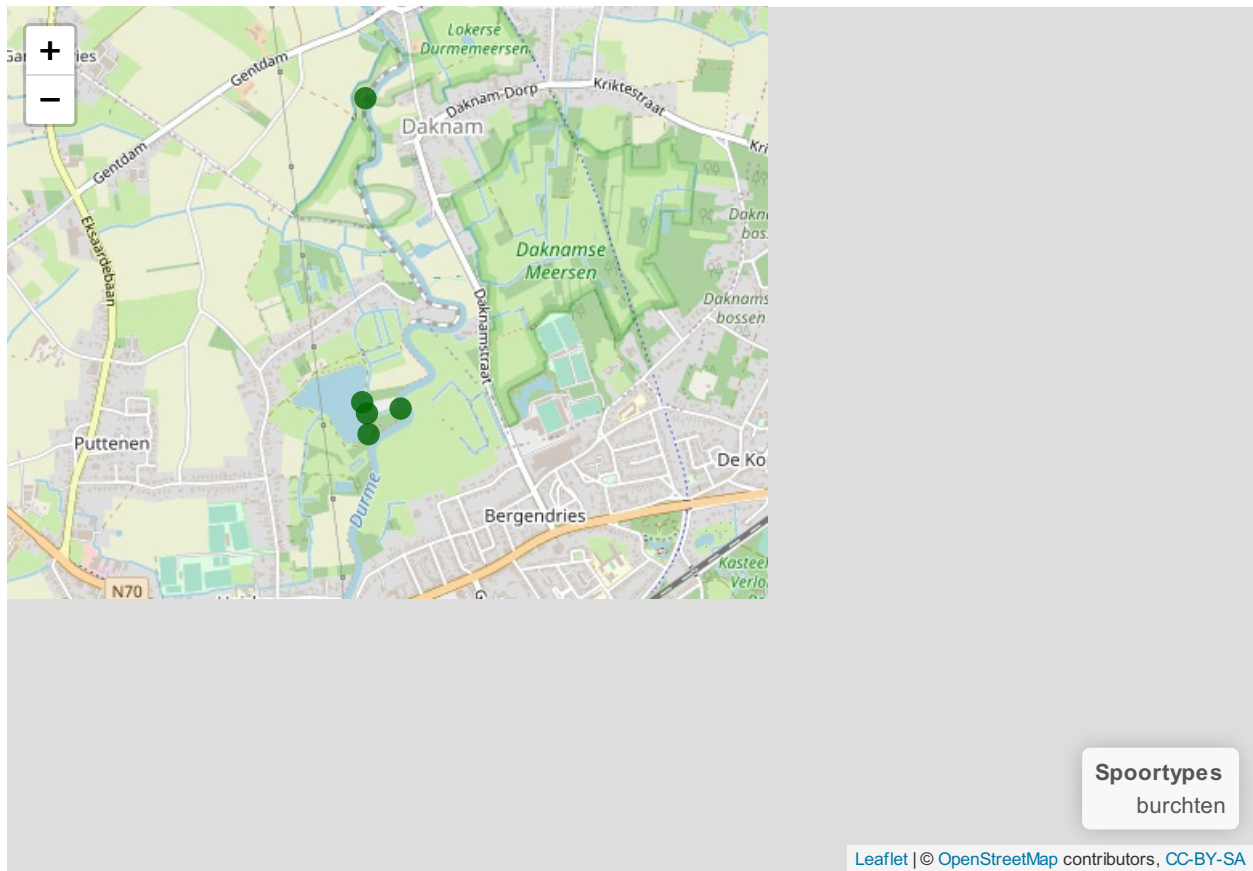 +
−
Lokerse
Durmemeersen
Gentdam
Kriktestraat
Daknam-Dorp
Daknam
Gentdam
Eksaardebaan
Daknamse
Meersen
Daknamstraat
bossen
Puttenen
Durme
De Ko
Bergendries
N70
Spoortypes
burchten
Leaflet | © OpenStreetMap contributors, CC-BY-SA